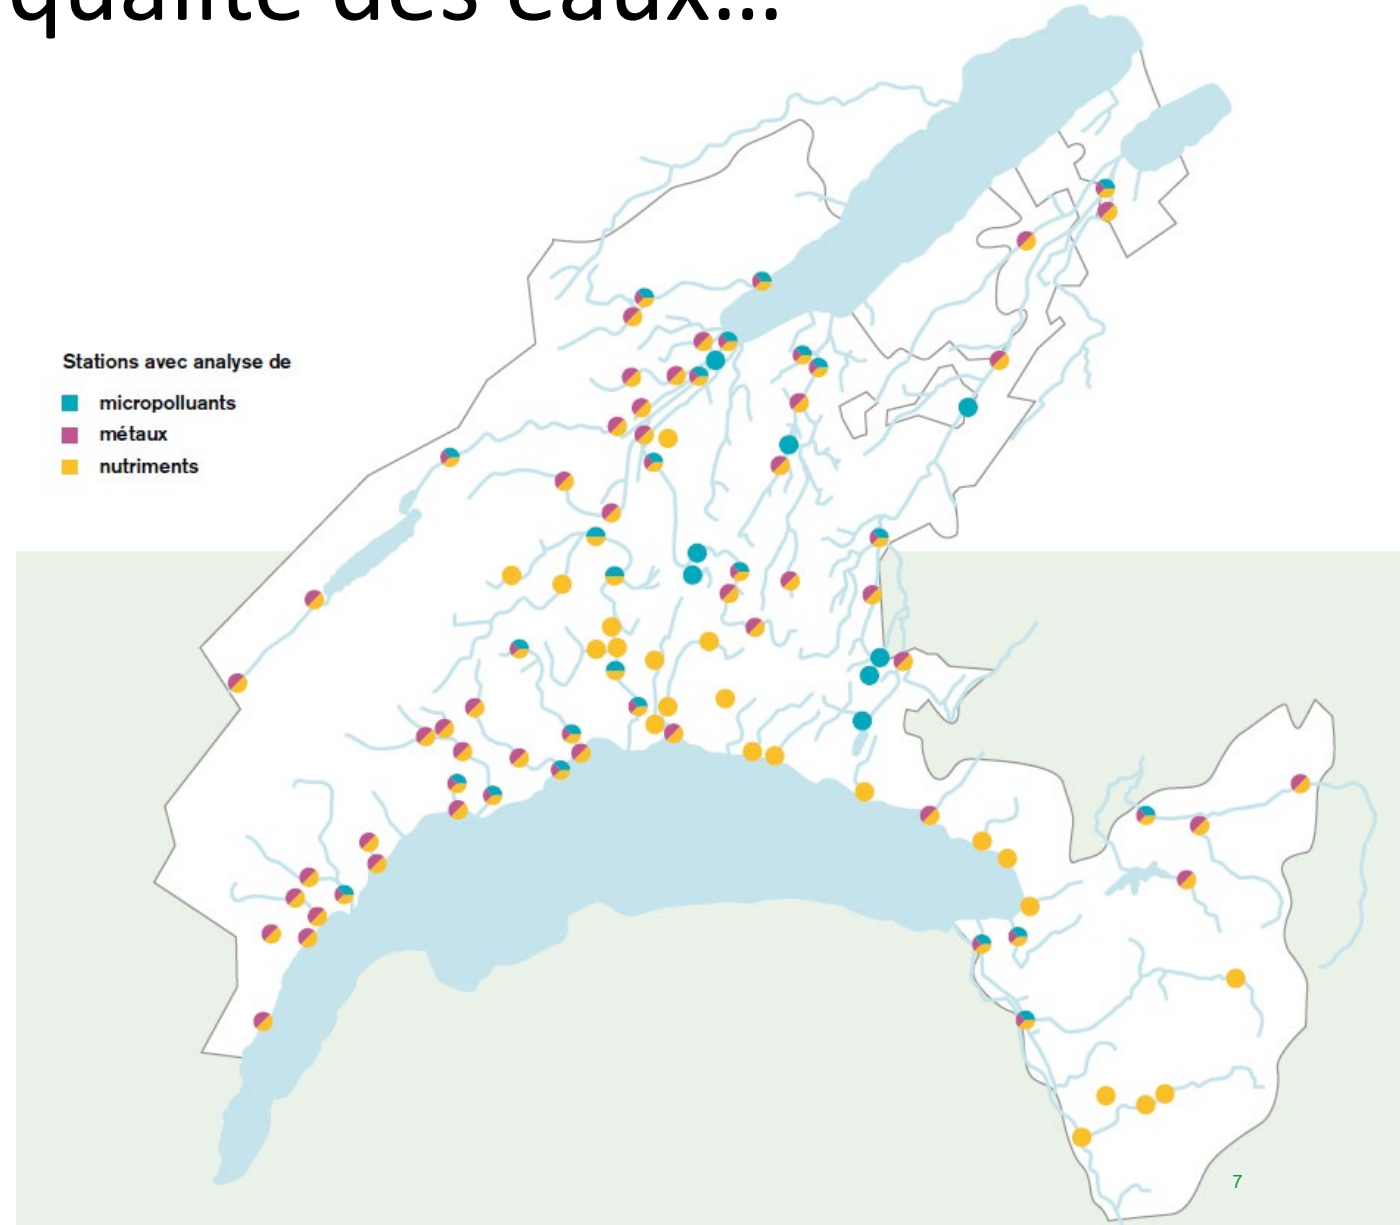 qualité des eaux...
Stations avec analyse de
micropolluants
métaux
nutriments
7